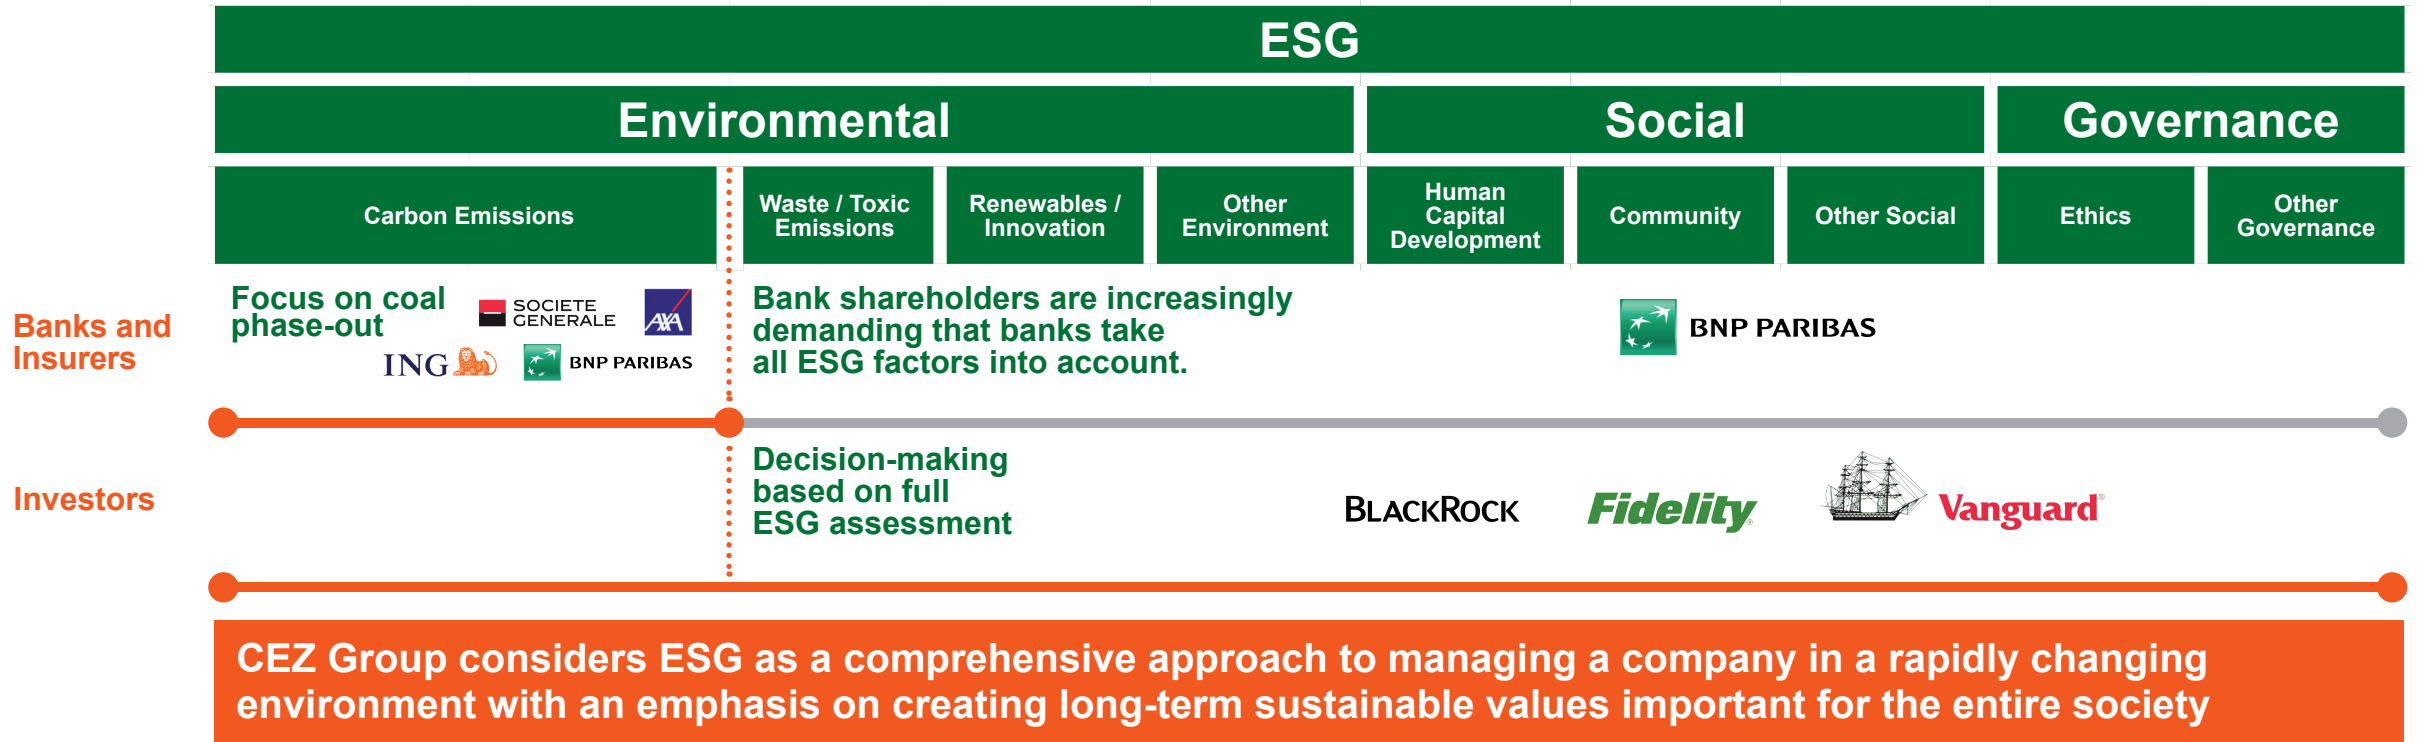 ESG
Environmental
Social
Governance
Carbon Emissions
Waste / Toxic
Emissions
Renewables /
Innovation
Other
Environment
Human
Capital
Development
Community
Other Social
Ethics
Other
Governance
Banks and
Insurers
Focus on coal
phase-out
SOCIETE
GENERALE
AXA
ING
BNP PARIBAS
Bank shareholders are increasingly
demanding that banks take
all ESG factors into account.
BNP PARIBAS
Investors
Decision-making
based on full
ESG assessment
BLACKROCK
Fidelity®
Vanguard®
CEZ Group considers ESG as a comprehensive approach to managing a company in a rapidly changing
environment with an emphasis on creating long-term sustainable values important for the entire society